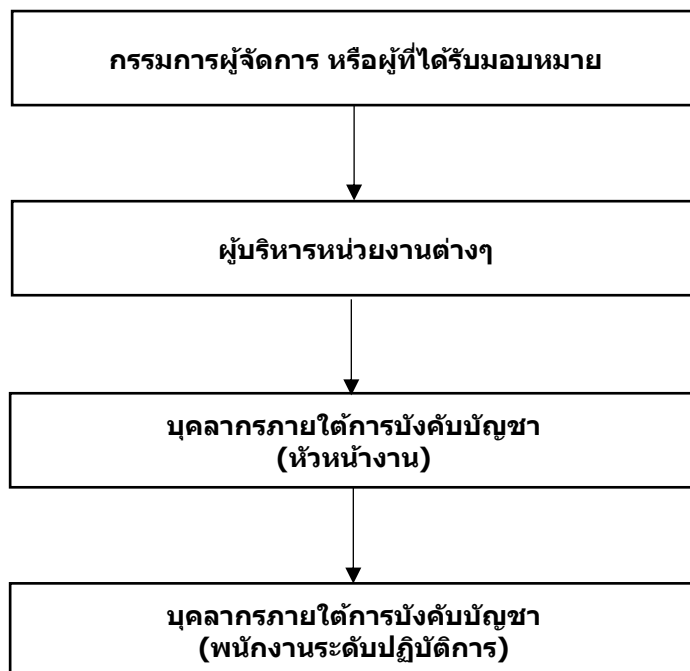 กรรมการผู้จัดการ หรือผู้ที่ได้รับมอบหมาย
ผู้บริหารหน่วยงานต่างๆ
บุคลากรภายใต้การบังคับบัญชา
(หัวหน้างาน)
บุคลากรภายใต้การบังคับบัญชา
(พนักงานระดับปฏิบัติการ)